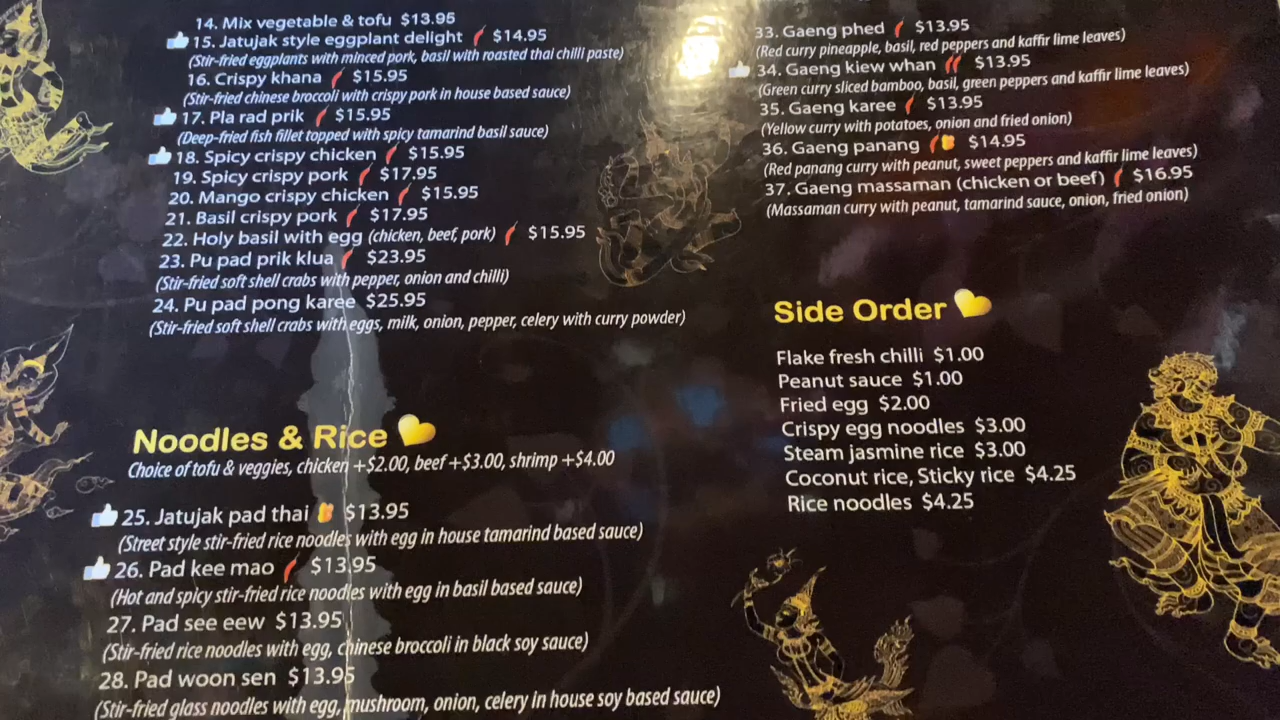 14. Mix vegetable & tofu $13.95
15. Jatujak style eggplant delight $14.95
(Stir-fried eggplants with minced pork, basil with roasted thai chilli paste)
16. Crispy khana $15.95
(Stir-fried chinese broccoli with crispy pork in house based sauce)
17. Pla rad prik $15.95
(Deep-fried fish fillet topped with spicy tamarind basil sauce)
18. Spicy crispy chicken $15.95
19. Spicy crispy pork $17.95
20. Mango crispy chicken $15.95
21. Basil crispy pork $17.95
22. Holy basil with egg (chicken, beef, pork) $15.95
23. Pu pad prik klua $23.95
(Stir-fried soft shell crabs with pepper, onion and chilli)
24. Pu pad pong karee $25.95
(Stir-fried soft shell crabs with eggs, milk, onion, pepper, celery with curry powder)
Noodles & Rice
Choice of tofu & veggies, chicken +$2.00, beef +$3.00, shrimp +$4.00
25. Jatujak pad thai $13.95
(Street style stir-fried rice noodles with egg in house tamarind based sauce)
26. Pad kee mao $13.95
(Hot and spicy stir-fried rice noodles with egg in basil based sauce)
27. Pad see eew $13.95
(Stir-fried rice noodles with egg, chinese broccoli in black soy sauce)
28. Pad woon sen $13.95
(Stir-fried glass noodles with egg, mushroom, onion, celery in house soy based sauce)
33. Gaeng phed $13.95
(Red curry pineapple, basil, red peppers and kaffir lime leaves)
34. Gaeng kiew whan $13.95
(Green curry sliced bamboo, basil, green peppers and kaffir lime leaves)
35. Gaeng karee $13.95
(Yellow curry with potatoes, onion and fried onion)
36. Gaeng panang $14.95
(Red panang curry with peanut, sweet peppers and kaffir lime leaves)
37. Gaeng massaman (chicken or beef) $16.95
(Massaman curry with peanut, tamarind sauce, onion, fried onion)
Side Order
Flake fresh chilli $1.00
Peanut sauce $1.00
Fried egg $2.00
Crispy egg noodles $3.00
Steam jasmine rice $3.00
Coconut rice, Sticky rice $4.25
Rice noodles $4.25